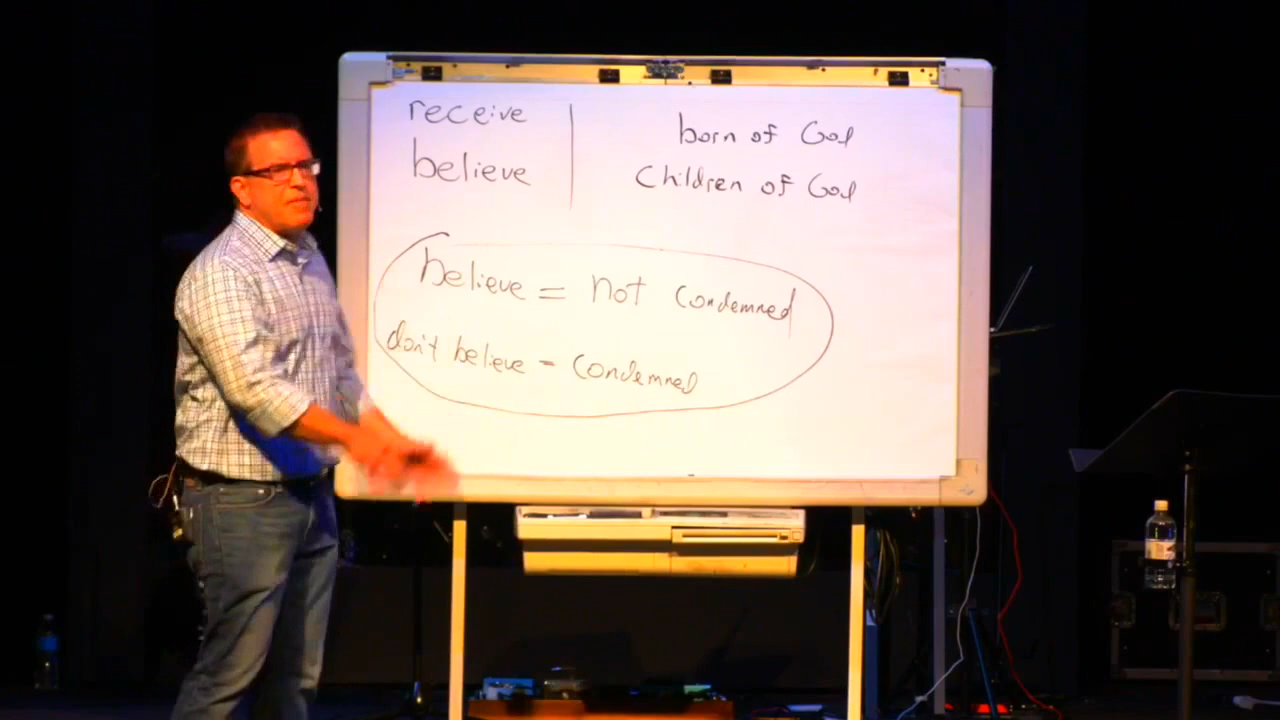 receive
believe
born of God
Children of God
believe = not condemned
don't believe - condemned